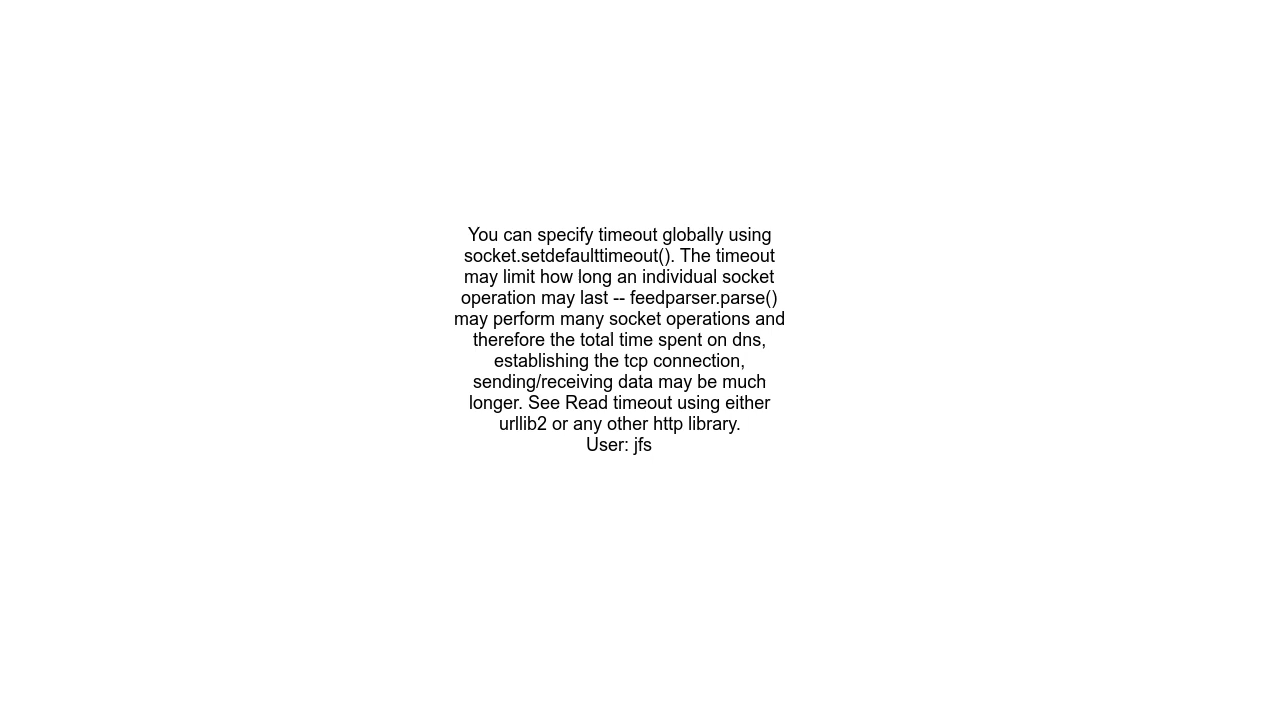 You can specify timeout globally using
socket.setdefaulttimeout(). The timeout
may limit how long an individual socket
operation may last -- feedparser.parse()
may perform many socket operations and
therefore the total time spent on dns,
establishing the tcp connection,
sending/receiving data may be much
longer. See Read timeout using either
urllib2 or any other http library.
User: jfs